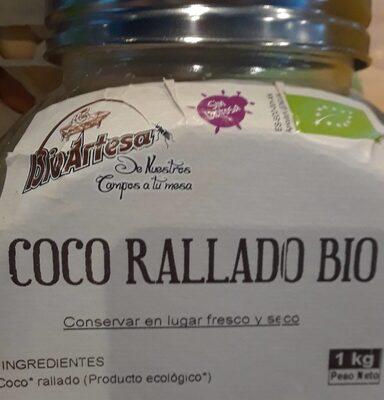 BioArtesa
De Nuestros
Campos a tu mesa
COCO RALLADO BIO
Conservar en lugar fresco y seco
INGREDIENTES
Coco* rallado (Producto ecológico*)
1 kg
Peso Neto